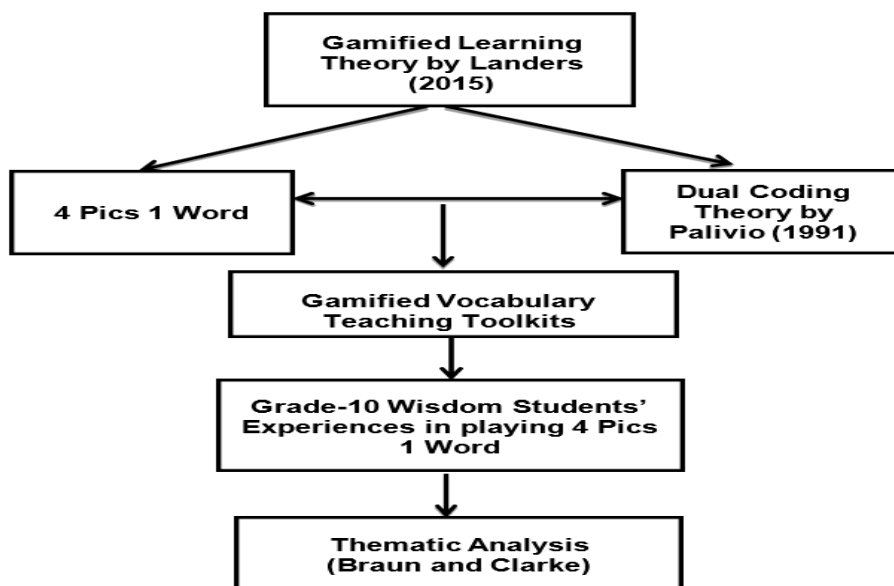 Gamified Learning
Theory by Landers
(2015)
4 Pics 1 Word
Dual Coding
Theory by
Palivio (1991)
Gamified Vocabulary
Teaching Toolkits
Grade-10 Wisdom Students’
Experiences in playing 4 Pics
1 Word
Thematic Analysis
(Braun and Clarke)